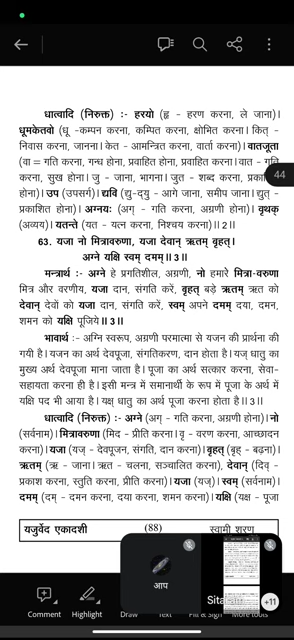 धात्वादि (निरुक्त) :- हरयो (हृ - हरण करना, ले जाना)।
धूमकेतवो (धू -कम्पन करना, कम्पित करना, क्षोभित करना। कित् -
निवास करना, जानना। केत - आमन्त्रित करना, वार्ता करना)। वातजूता
(वा = गति करना, गन्ध होना, प्रवाहित होना, प्रवाहित करना। वात - गति
करना, सुख होना। जु - जाना, भागना। जुत - शब्द करना,
होना)। उप (उपसर्ग)। द्यवि (द्यु-द्यु - आगे जाना, समीप जाना। द्युत् -
प्रकाशित होना)। अग्नयः (अग् - गति करना, अग्रणी होना)। वृथक्
(अव्यय)। यतन्ते (यत - यत्न करना, निश्चय करना)।।2।।
44
63. यजा नो मित्रावरुणा, यजा देवान् ऋतम् बृहत्।
अग्ने यक्षि स्वम् दमम्।।3।।
मन्त्रार्थ :- अग्ने हे प्रगतिशील, अग्रणी, नो हमारे मित्रा-वरुणा
मित्र और वरणीय, यजा दान, संगति करें, बृहत् बड़े ऋतम् ऋत को
देवान् देवों को यजा दान, संगति करें, स्वम् अपने दमम् दया, दमन,
शमन को यक्षि पूजिये।।3।।
भावार्थ :- अग्नि स्वरूप, अग्रणी परमात्मा से यजन की प्रार्थना की
गयी है। यजन का अर्थ देवपूजा, संगतिकरण, दान होता है। यज् धातु का
मुख्य अर्थ देवपूजा माना जाता है। पूजा का अर्थ सत्कार करना, सेवा-
सहायता करना ही है। इसी मन्त्र में समानार्थी के रूप में पूजा के अर्थ में
यक्षि पद भी आया है। यक्ष् धातु का अर्थ पूजा करना होता है।।3।।
धात्वादि (निरुक्त) :- अग्ने (अग् - गति करना, अग्रणी होना)। नो
(सर्वनाम)। मित्रावरुणा (मिद - प्रीति करना। वृ - वरण करना, आच्छादन
करना)। यजा (यज् - देवपूजन, संगति, दान करना)। बृहत् (बृह - बढ़ना)।
ऋतम् (ऋ - जाना। ऋत - चलना, सञ्चालित करना), देवान् (दिव् -
प्रकाश करना, स्तुति करना, प्रीति करना)। यजा (यज्)। स्वम् (सर्वनाम)।
दमम् (दम् - दमन करना, दया करना, शमन करना)। यक्षि (यक्ष - पूजा
यजुर्वेद एकादशी (88) स्वामी शरण
आप
+11
Comment Highlight Draw Text Fill & Sign More tools